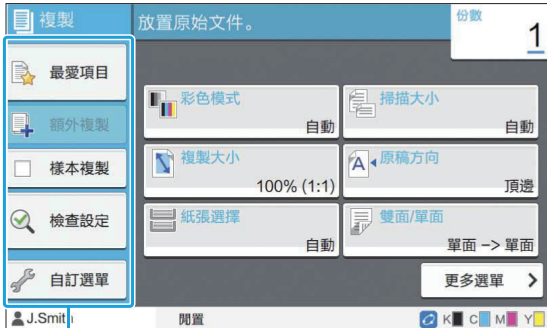 複製
放置原始文件。
份數
1
最愛項目
額外複製
樣本複製
檢查設定
自訂選單
彩色模式
自動
掃描大小
自動
複製大小
100% (1:1)
原稿方向
頂邊
紙張選擇
自動
雙面/單面
單面 -> 單面
更多選單
J.Smith
閒置
K C M Y